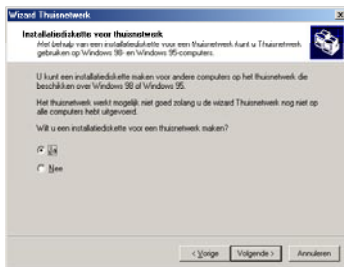 Wizard Thuisnetwerk
Installatiediskette voor thuisnetwerk
Met behulp van een installatiediskette voor een thuisnetwerk kunt u Thuisnetwerk
gebruiken op Windows 98- en Windows 95-computers.
U kunt een installatiediskette maken voor andere computers op het thuisnetwerk die
beschikken over Windows 98 of Windows 95.
Het thuisnetwerk werkt mogelijk niet goed zolang u de wizard Thuisnetwerk nog niet op
alle computers hebt uitgevoerd.
Wilt u een installatiediskette voor een thuisnetwerk maken?
Ja
Nee
< Vorige Volgende > Annuleren